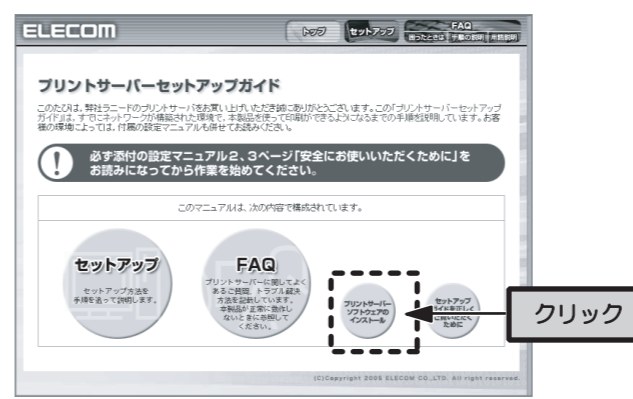 ELECOM
トップ
セットアップ
FAQ
困ったときは 手順の説明 用語説明
プリントサーバーセットアップガイド
このたびは、弊社ラニードのプリントサーバをお買い上げいただき誠にありがとうございます。この「プリントサーバーセットアップ
ガイド」は、すでにネットワークが構築された環境で、本製品を使って印刷ができるようになるまでの手順を説明しています。お客
様の環境によっては、付属の設定マニュアルも併せてお読みください。
必ず添付の設定マニュアル2、3ページ「安全にお使いいただくために」を
お読みになってから作業を始めてください。
このマニュアルは、次の内容で構成されています。
セットアップ
セットアップ方法を
手順を追って説明します。
FAQ
プリントサーバーに関してよく
あるご質問、トラブル解決
方法を記載しています。
本製品が正常に動作し
ないときに参照して
ください。
プリントサーバー
ソフトウェアの
インストール
セットアップ
ガイドを正しく
ご覧いただく
ために
クリック
(C)Copyright 2005 ELECOM CO.,LTD. All right reserved.